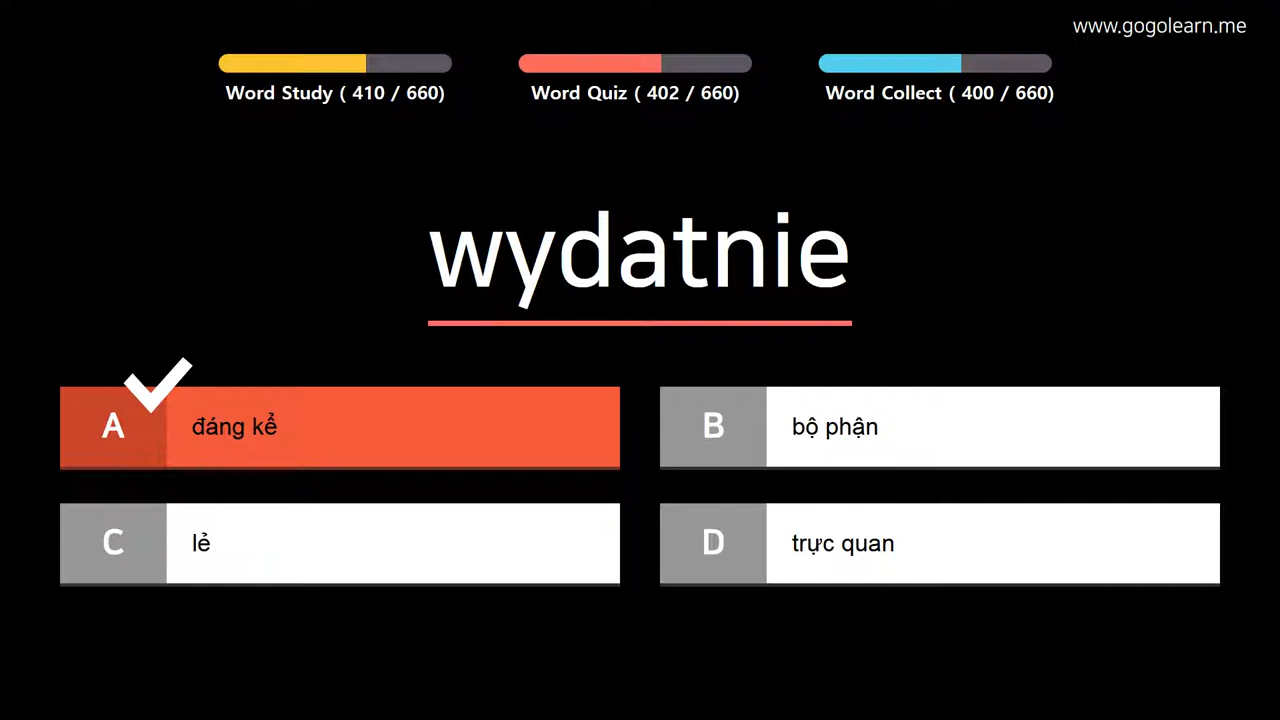 www.gogolearn.me
Word Study ( 410 / 660)
Word Quiz ( 402 / 660)
Word Collect ( 400 / 660)
wydatnie
A
đáng kể
B
bộ phận
C
lẻ
D
trực quan